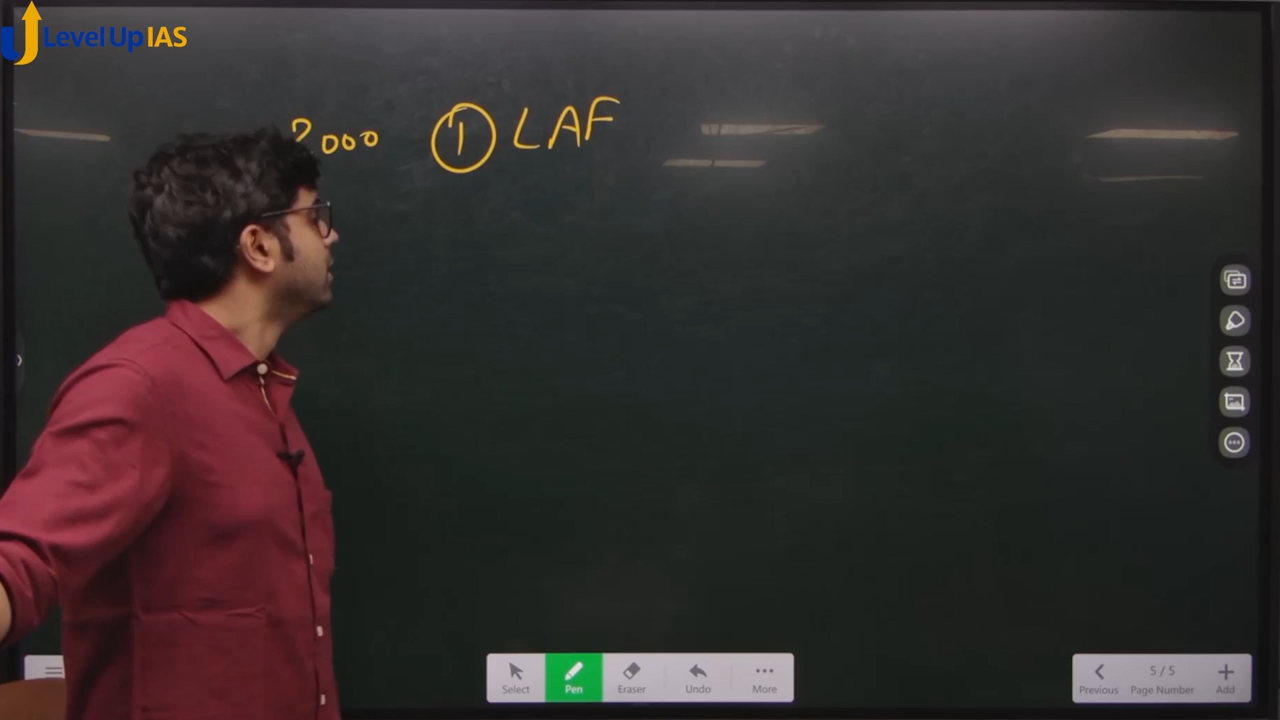 Level Up IAS
2000 ① LAF
Select Pen Eraser Undo More
5 / 5
Previous Page Number Add